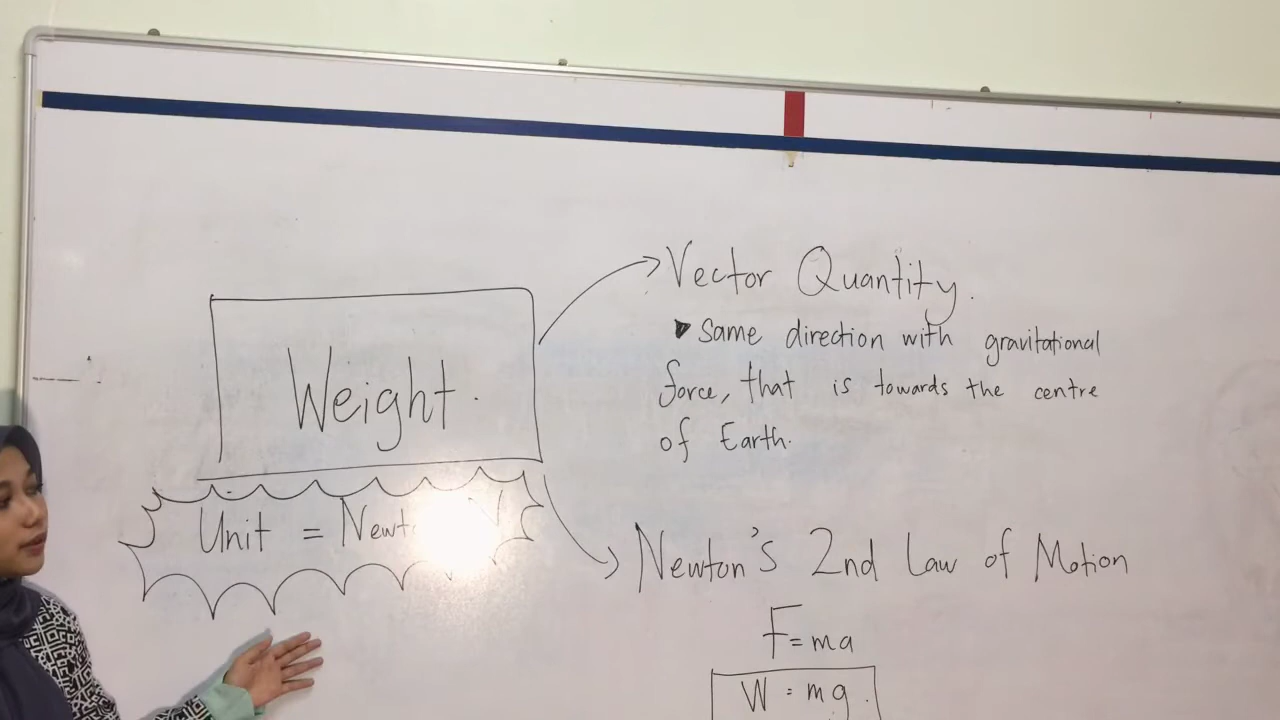 Weight.
Unit =
Vector Quantity.
Same direction with gravitational
force, that is towards the centre
of Earth.
Newton's 2nd Law of Motion
F = ma
W = mg.